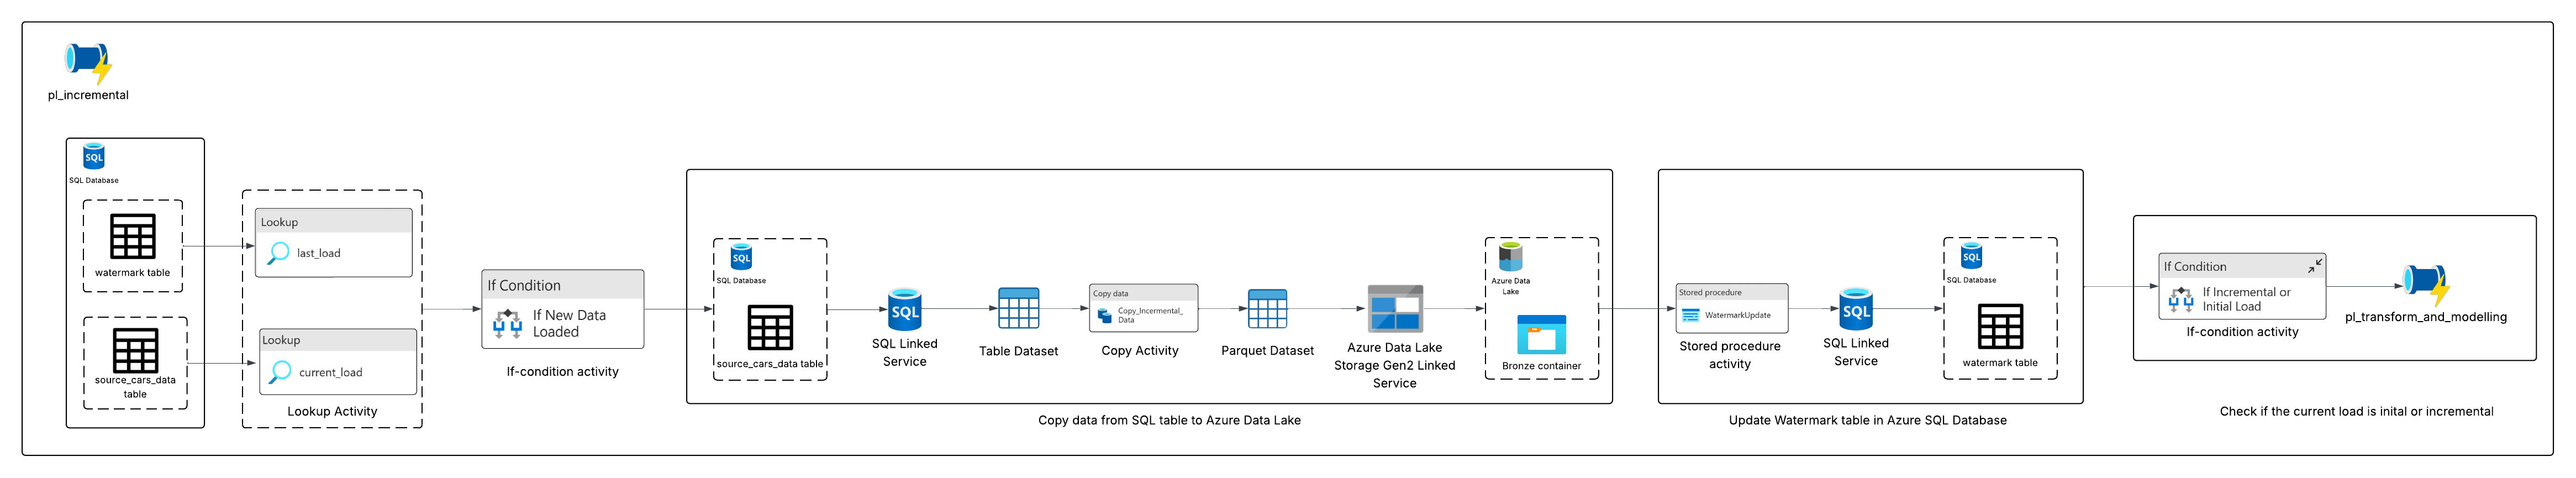 pl_incremental
SQL
SQL Database
watermark table
source_cars_data
table
Lookup
last_load
Lookup
current_load
Lookup Activity
If Condition
If New Data
Loaded
If-condition activity
SQL
SQL Database
source_cars_data table
SQL
SQL Linked
Service
Table Dataset
Copy data
Copy_Incermental_
Data
Copy Activity
Parquet Dataset
Azure Data Lake
Storage Gen2 Linked
Service
Azure Data
Lake
Bronze container
Copy data from SQL table to Azure Data Lake
Stored procedure
WatermarkUpdate
Stored procedure
activity
SQL
SQL Linked
Service
SQL
SQL Database
watermark table
Update Watermark table in Azure SQL Database
If Condition
If Incremental or
Initial Load
If-condition activity
pl_transform_and_modelling
Check if the current load is inital or incremental